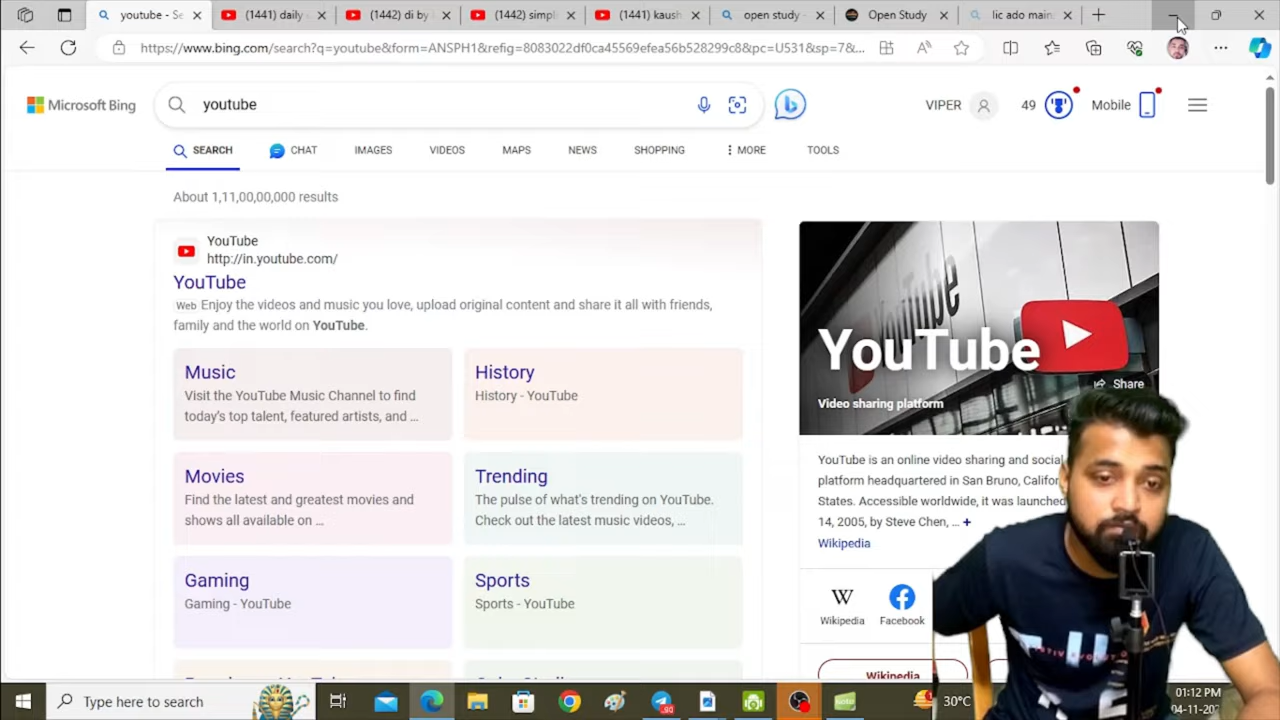 youtube - Se
(1441) daily
(1442) di by
(1442) simpl
(1441) kaush
open study -
Open Study
lic ado main
https://www.bing.com/search?q=youtube&form=ANSPH1&refig=8083022df0ca45569efea56b528299c8&pc=U531&sp=7&...
Microsoft Bing
youtube
VIPER
49
Mobile
SEARCH
CHAT
IMAGES
VIDEOS
MAPS
NEWS
SHOPPING
MORE
TOOLS
About 1,11,00,00,000 results
YouTube
http://in.youtube.com/
YouTube
Web Enjoy the videos and music you love, upload original content and share it all with friends,
family and the world on YouTube.
Music
Visit the YouTube Music Channel to find
today's top talent, featured artists, and ...
History
History - YouTube
Movies
Find the latest and greatest movies and
shows all available on ...
Trending
The pulse of what's trending on YouTube.
Check out the latest music videos, ...
Gaming
Gaming - YouTube
Sports
Sports - YouTube
YouTube
Share
Video sharing platform
YouTube is an online video sharing and social
platform headquartered in San Bruno, Califor
States. Accessible worldwide, it was launched
14, 2005, by Steve Chen, ... +
Wikipedia
W
Wikipedia
Facebook
Wikipedia
Type here to search
30°C
01:12 PM
04-11-20